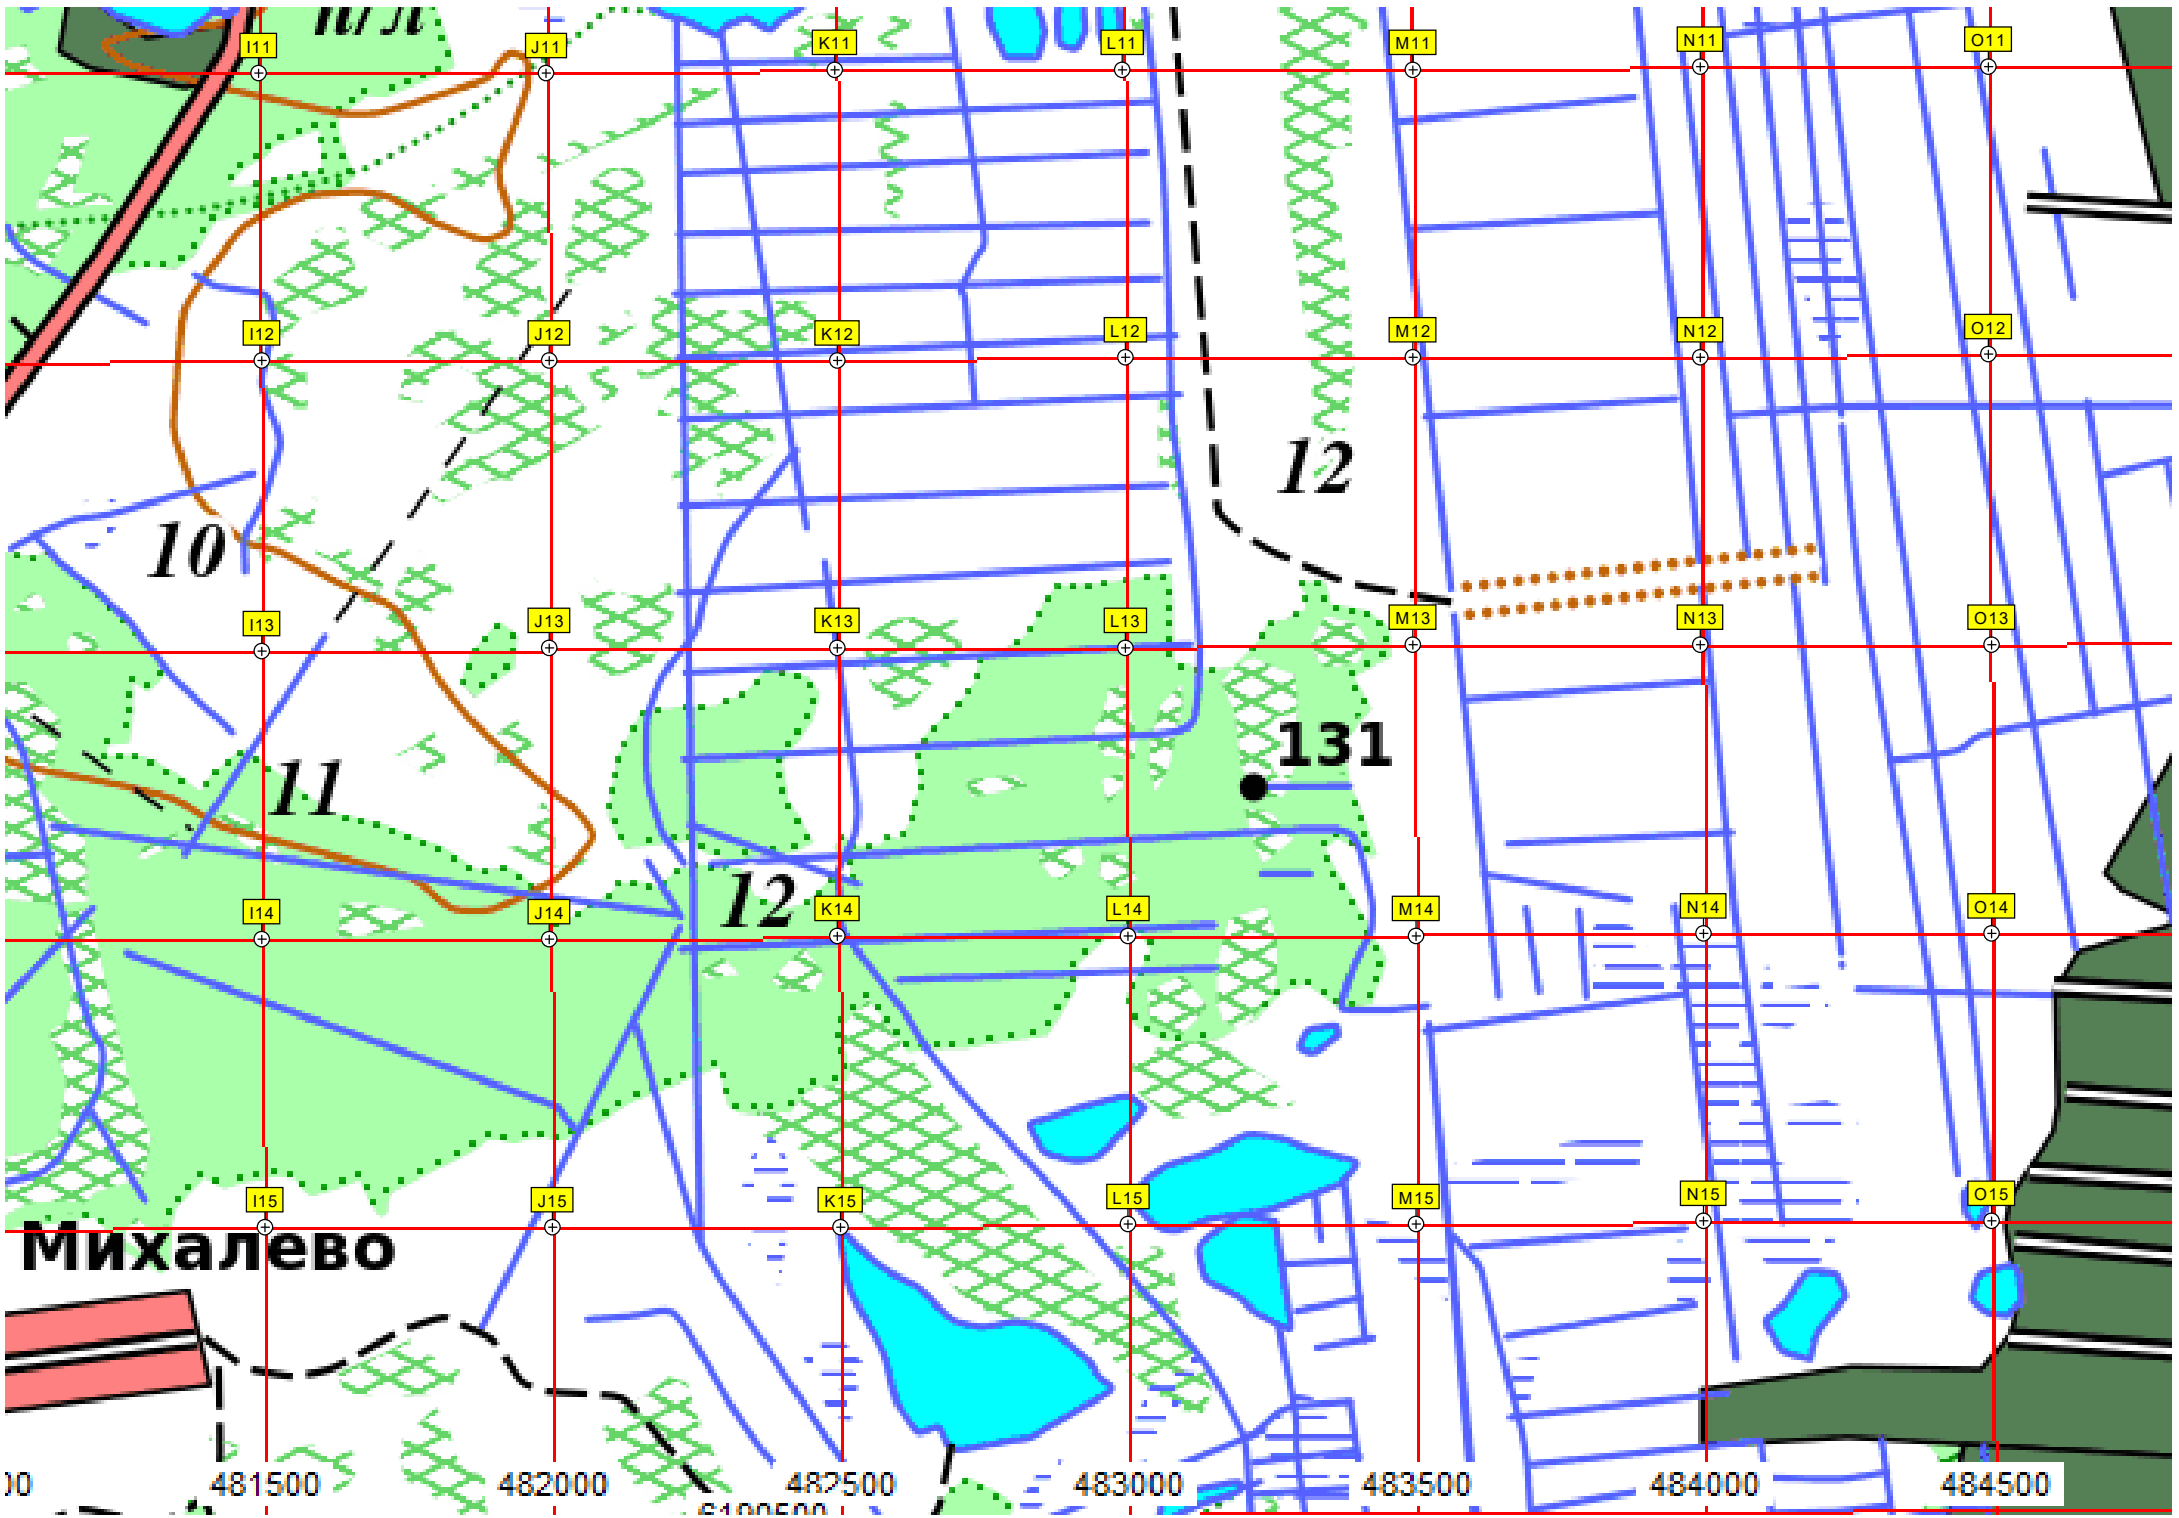 п/л
I11 J11 K11 L11 M11 N11 O11
I12 J12 K12 L12 M12 N12 O12
12
10
I13 J13 K13 L13 M13 N13 O13
131
11
12
I14 J14 K14 L14 M14 N14 O14
I15 J15 K15 L15 M15 N15 O15
Михалево
00 481500 482000 482500 483000 483500 484000 484500